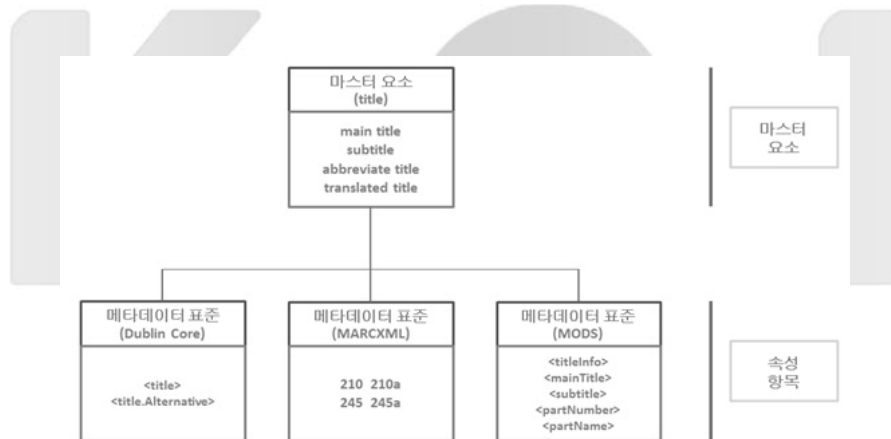 마스터 요소
(title)
main title
subtitle
abbreviate title
translated title
마스터
요소
메타데이터 표준
(Dublin Core)
<title>
<title.Alternative>
메타데이터 표준
(MARCXML)
210 210a
245 245a
메타데이터 표준
(MODS)
<titleInfo>
<mainTitle>
<subtitle>
<partNumber>
<partName>
속성
항목